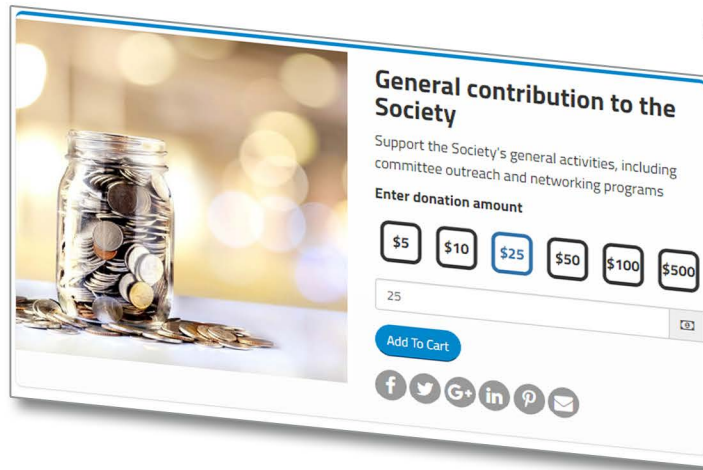 General contribution to the
Society
Support the Society's general activities, including
committee outreach and networking programs
Enter donation amount
$5 $10 $25 $50 $100 $500
25
Add To Cart
f G+ in